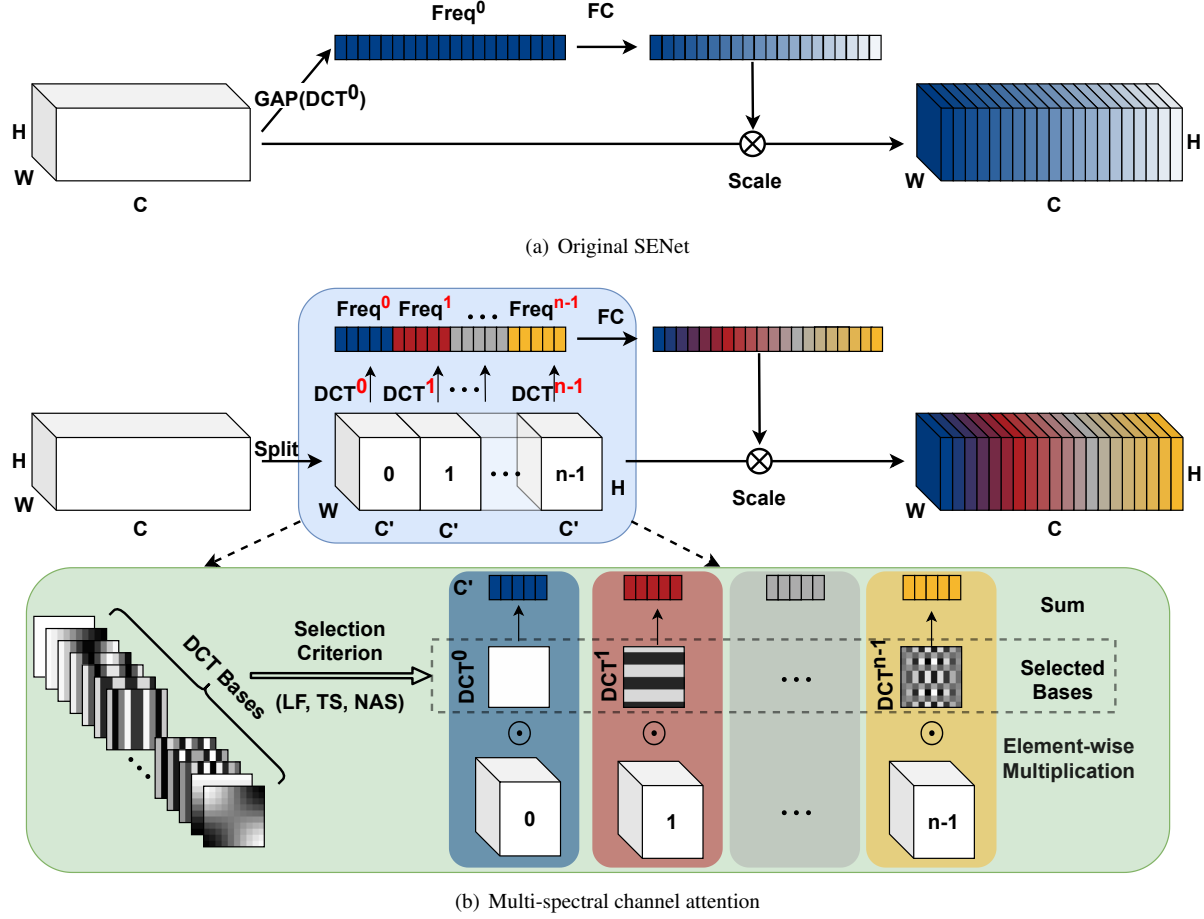 Freq⁰
FC
GAP(DCT⁰)
H
W
C
Scale
H
W
C
(a) Original SENet
Freq⁰ Freq¹ ... Freqⁿ⁻¹
FC
DCT⁰ DCT¹ ... DCTⁿ⁻¹
Split
H
W
C
0 1 ... n-1
W
H
C' C' C'
Scale
H
W
C
C'
Sum
DCT Bases
Selection
Criterion
(LF, TS, NAS)
DCT⁰
DCT¹
...
DCTⁿ⁻¹
Selected
Bases
Element-wise
Multiplication
...
0 1 ... n-1
(b) Multi-spectral channel attention